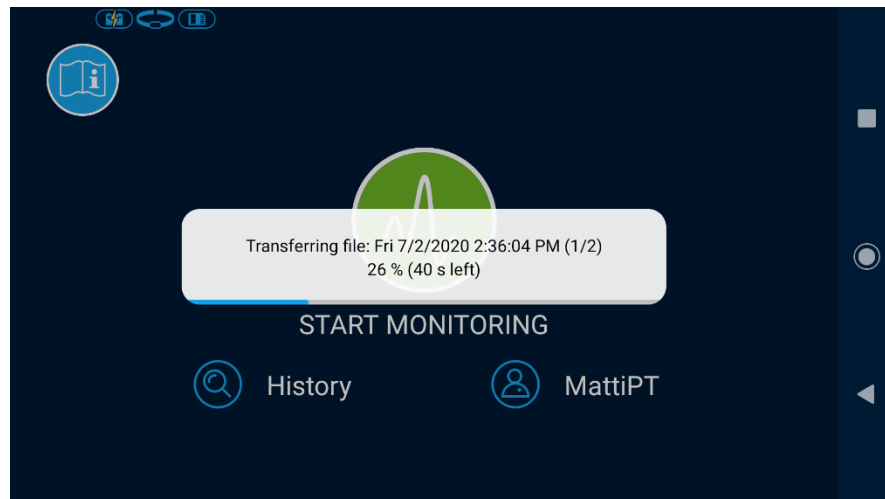 i
Transferring file: Fri 7/2/2020 2:36:04 PM (1/2)
26 % (40 s left)
START MONITORING
History
MattiPT